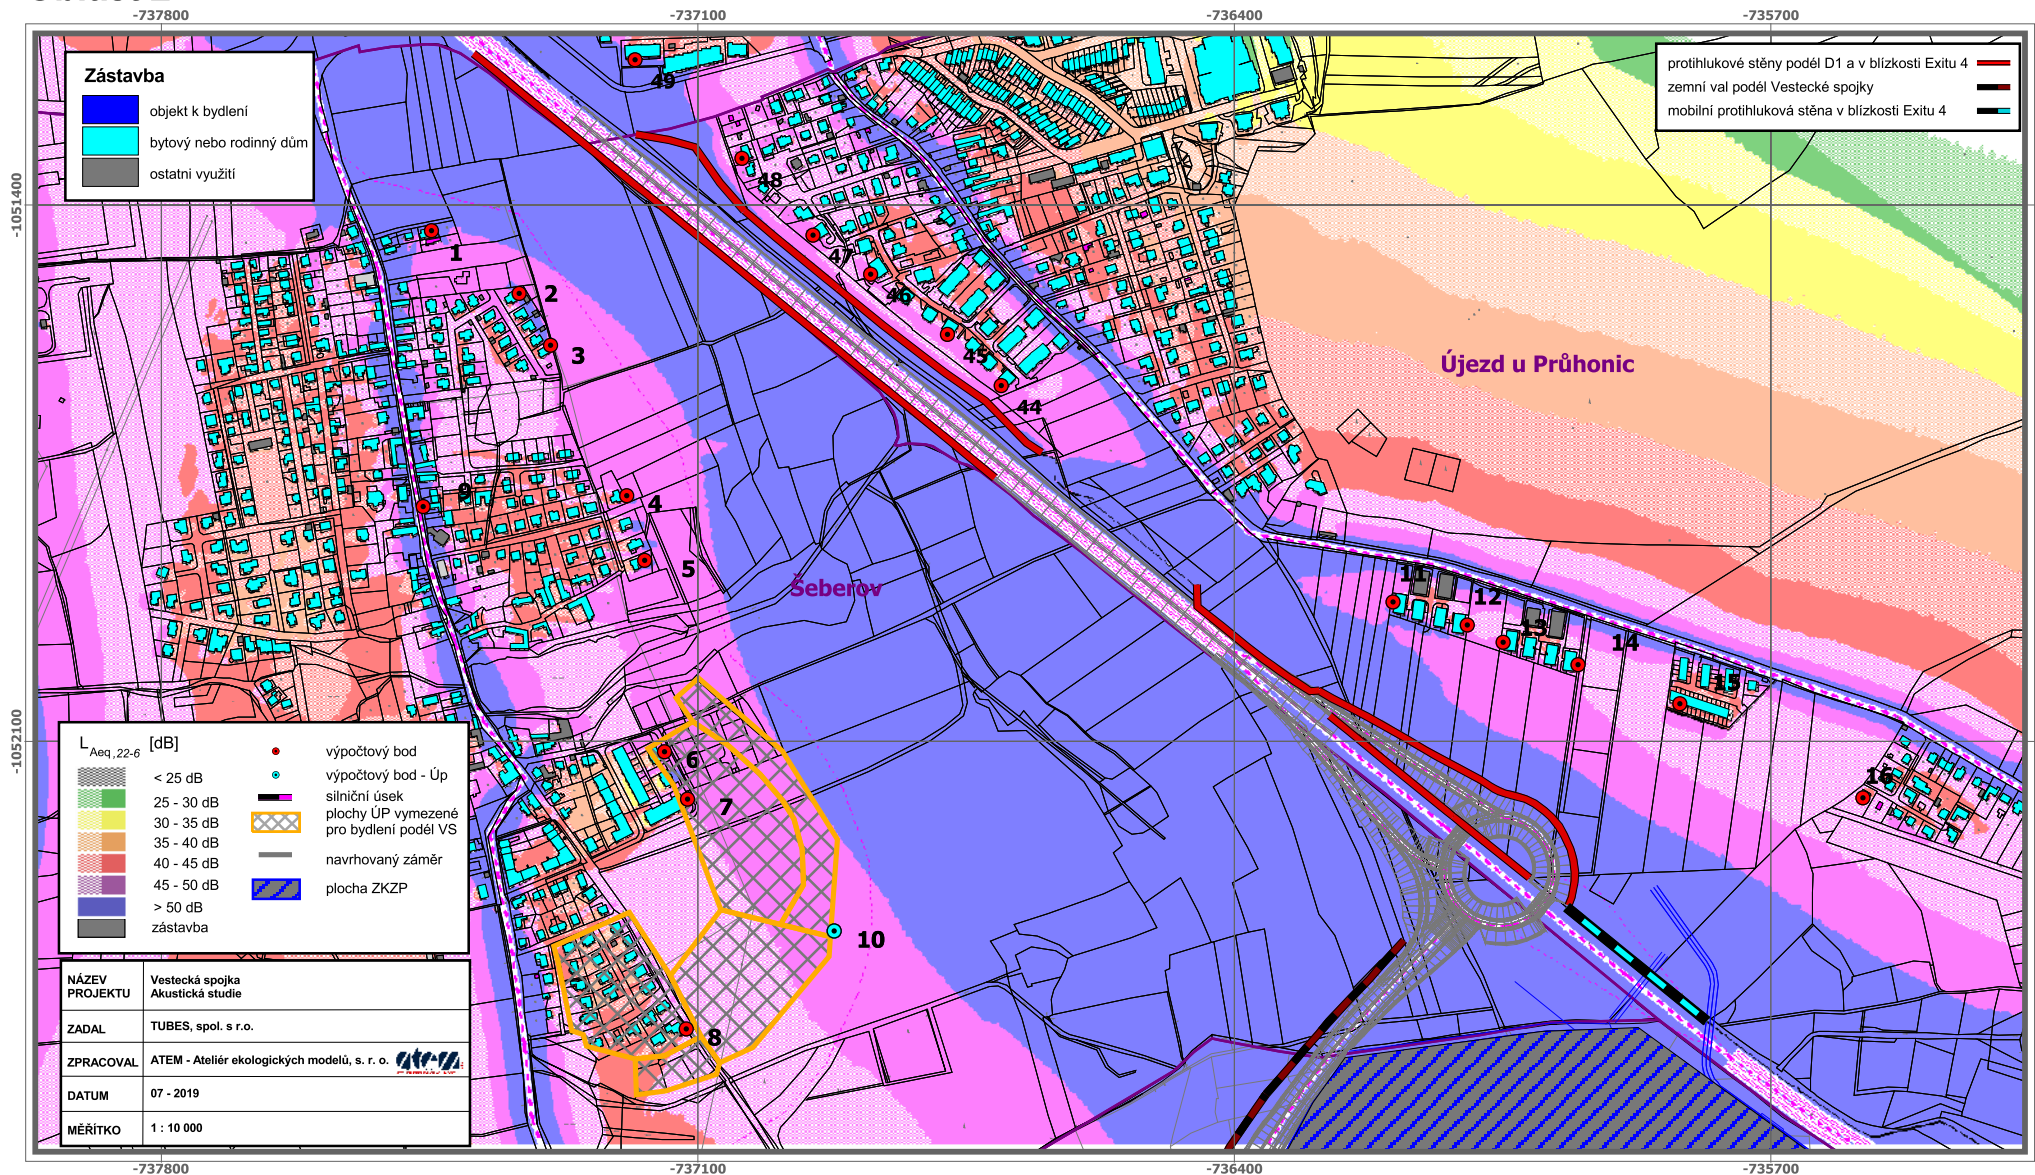 -737800
-737100
-736400
-735700
-1051400
-1052100
Zástavba
objekt k bydlení
bytový nebo rodinný dům
ostatni využití
protihlukové stěny podél D1 a v blízkosti Exitu 4
zemní val podél Vestecké spojky
mobilní protihluková stěna v blízkosti Exitu 4
49
48
1
47
2
46
3
45
44
Újezd u Průhonic
9
4
5
Šeberov
11
12
13
14
15
16
6
7
10
8
LAeq,22-6 [dB]
< 25 dB
25 - 30 dB
30 - 35 dB
35 - 40 dB
40 - 45 dB
45 - 50 dB
> 50 dB
zástavba
výpočtový bod
výpočtový bod - Úp
silniční úsek
plochy ÚP vymezené
pro bydlení podél VS
navrhovaný záměr
plocha ZKZP
NÁZEV PROJEKTU
Vestecká spojka
Akustická studie
ZADAL TUBES, spol. s r.o.
ZPRACOVAL ATEM - Ateliér ekologických modelů, s. r. o. atem
DATUM 07 - 2019
MĚŘÍTKO 1 : 10 000
-737800
-737100
-736400
-735700